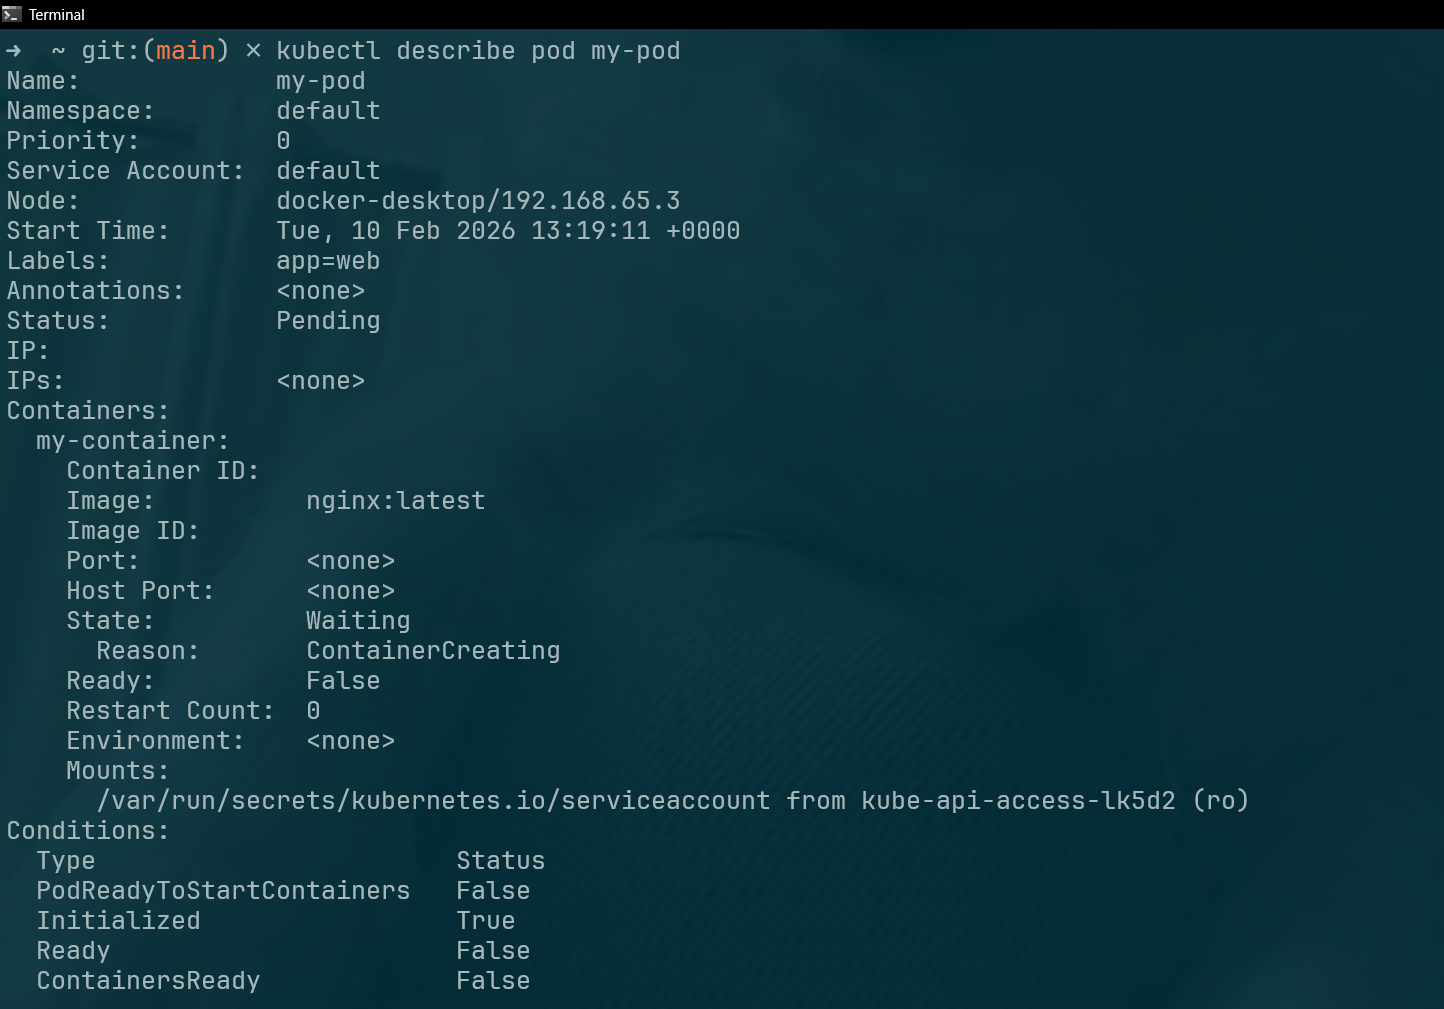 Terminal
➜  ~ git:(main) ✗ kubectl describe pod my-pod
Name:             my-pod
Namespace:        default
Priority:         0
Service Account:  default
Node:             docker-desktop/192.168.65.3
Start Time:       Tue, 10 Feb 2026 13:19:11 +0000
Labels:           app=web
Annotations:      <none>
Status:           Pending
IP:
IPs:              <none>
Containers:
  my-container:
    Container ID:
    Image:          nginx:latest
    Image ID:
    Port:           <none>
    Host Port:      <none>
    State:          Waiting
      Reason:       ContainerCreating
    Ready:          False
    Restart Count:  0
    Environment:    <none>
    Mounts:
      /var/run/secrets/kubernetes.io/serviceaccount from kube-api-access-lk5d2 (ro)
Conditions:
  Type                        Status
  PodReadyToStartContainers   False
  Initialized                 True
  Ready                       False
  ContainersReady             False